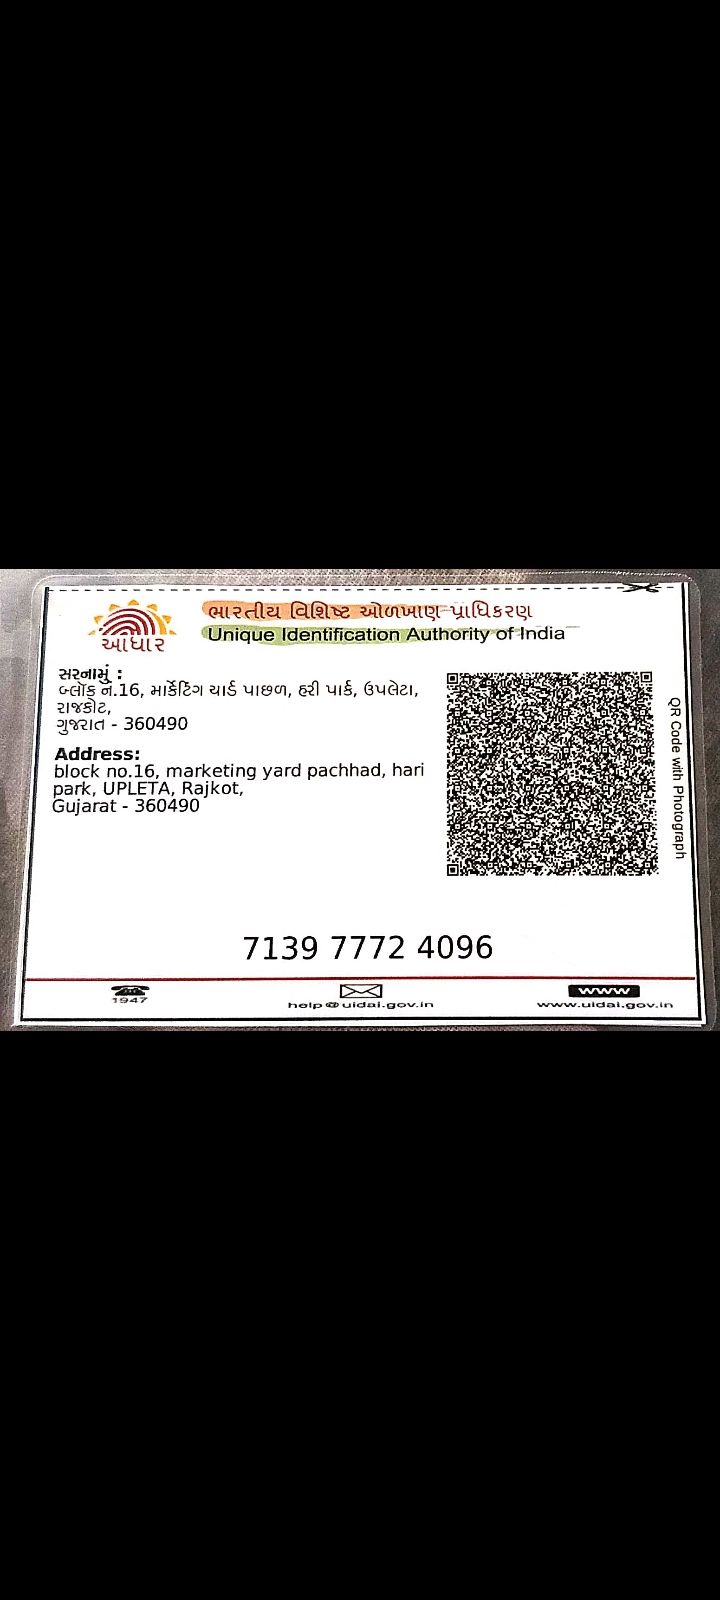 આધાર
ભારતીય વિશિષ્ટ ઓળખાણ પ્રાધિકરણ
Unique Identification Authority of India
સરનામું :
બ્લોક નં.16, માર્કેટિંગ યાર્ડ પાછળ, હરી પાર્ક, ઉપલેટા,
રાજકોટ,
ગુજરાત - 360490
Address:
block no.16, marketing yard pachhad, hari
park, UPLETA, Rajkot,
Gujarat - 360490
QR Code with Photograph
7139 7772 4096
1947
help@uidai.gov.in
www
www.uidai.gov.in